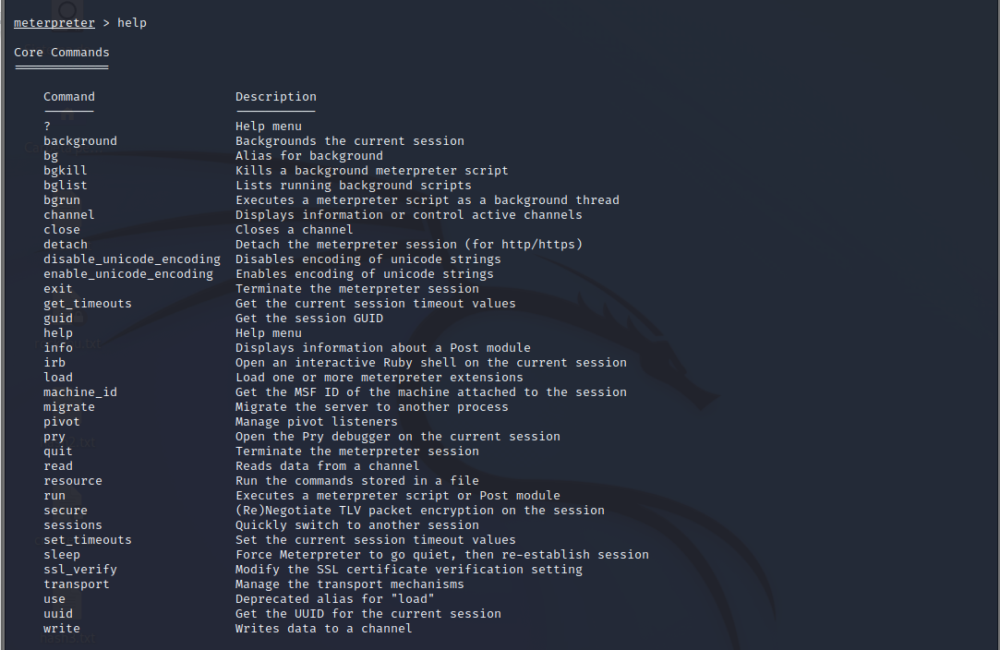 meterpreter > help
Core Commands
Command Description
? Help menu
background Backgrounds the current session
bg Alias for background
bgkill Kills a background meterpreter script
bglist Lists running background scripts
bgrun Executes a meterpreter script as a background thread
channel Displays information or control active channels
close Closes a channel
detach Detach the meterpreter session (for http/https)
disable_unicode_encoding Disables encoding of unicode strings
enable_unicode_encoding Enables encoding of unicode strings
exit Terminate the meterpreter session
get_timeouts Get the current session timeout values
guid Get the session GUID
help Help menu
info Displays information about a Post module
irb Open an interactive Ruby shell on the current session
load Load one or more meterpreter extensions
machine_id Get the MSF ID of the machine attached to the session
migrate Migrate the server to another process
pivot Manage pivot listeners
pry Open the Pry debugger on the current session
quit Terminate the meterpreter session
read Reads data from a channel
resource Run the commands stored in a file
run Executes a meterpreter script or Post module
secure (Re)Negotiate TLV packet encryption on the session
sessions Quickly switch to another session
set_timeouts Set the current session timeout values
sleep Force Meterpreter to go quiet, then re-establish session
ssl_verify Modify the SSL certificate verification setting
transport Manage the transport mechanisms
use Deprecated alias for "load"
uuid Get the UUID for the current session
write Writes data to a channel
hash3.txt